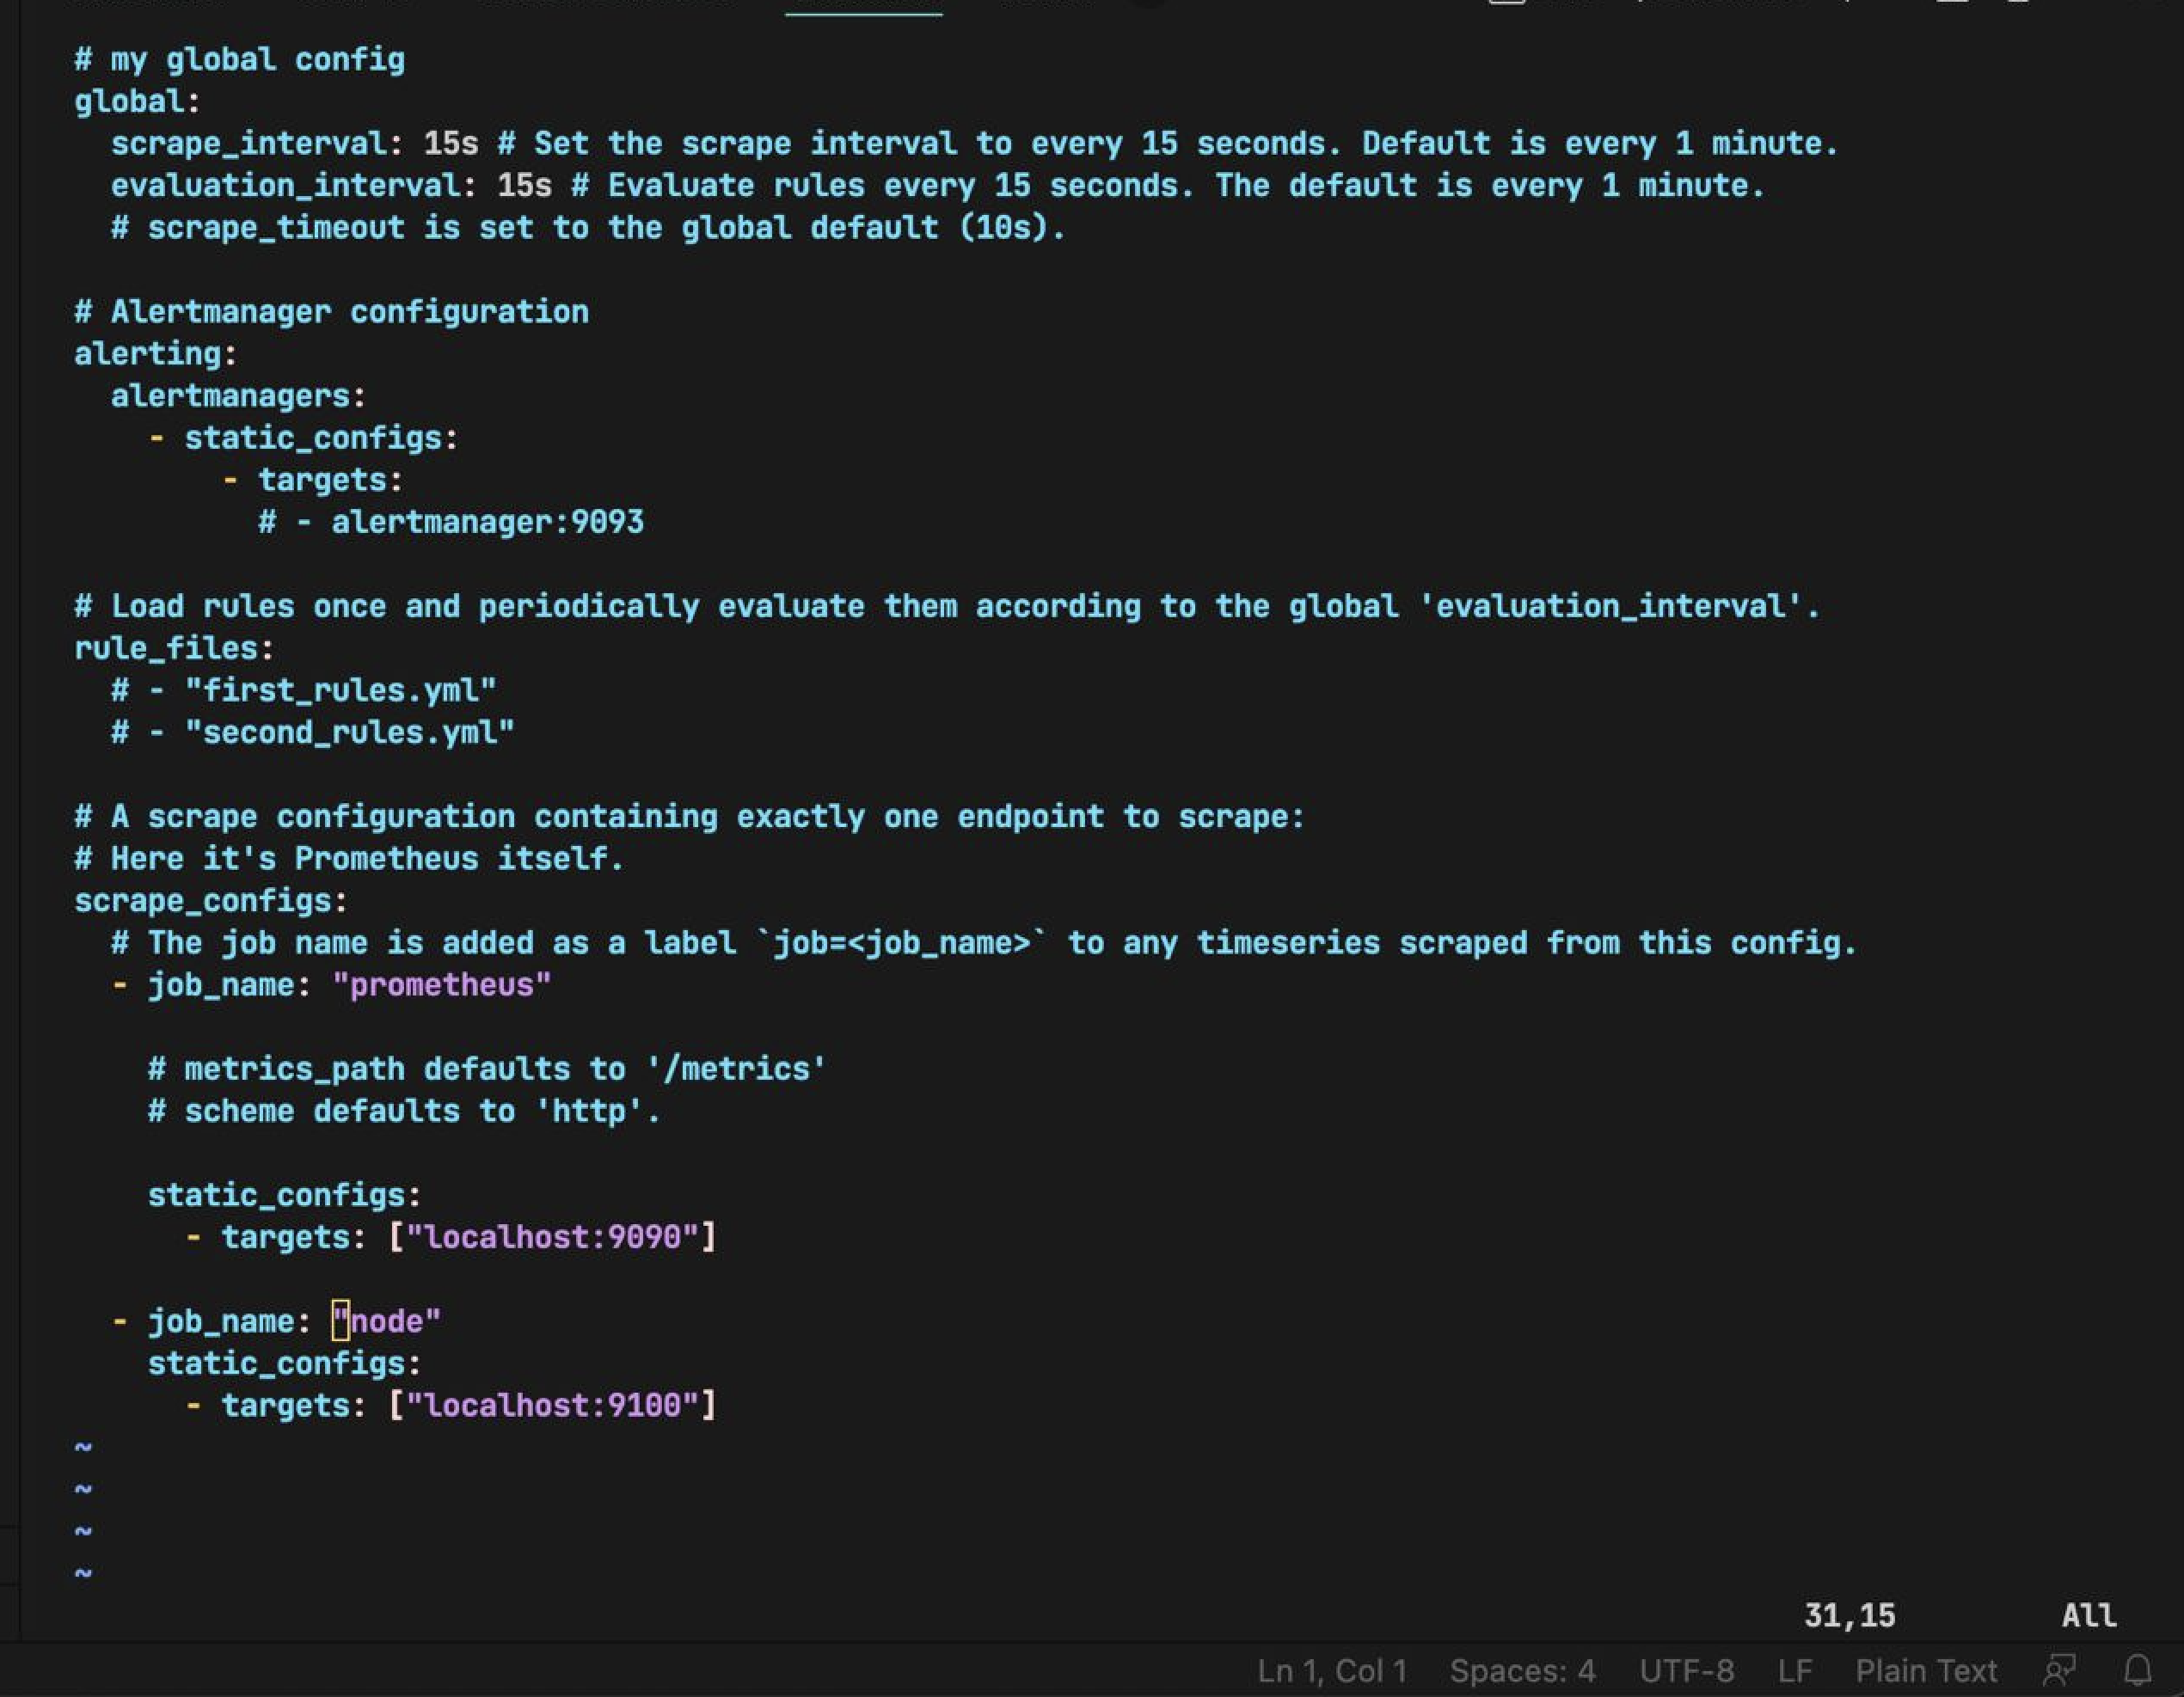 # my global config
global:
  scrape_interval: 15s # Set the scrape interval to every 15 seconds. Default is every 1 minute.
  evaluation_interval: 15s # Evaluate rules every 15 seconds. The default is every 1 minute.
  # scrape_timeout is set to the global default (10s).

# Alertmanager configuration
alerting:
  alertmanagers:
    - static_configs:
        - targets:
          # - alertmanager:9093

# Load rules once and periodically evaluate them according to the global 'evaluation_interval'.
rule_files:
  # - "first_rules.yml"
  # - "second_rules.yml"

# A scrape configuration containing exactly one endpoint to scrape:
# Here it's Prometheus itself.
scrape_configs:
  # The job name is added as a label `job=<job_name>` to any timeseries scraped from this config.
  - job_name: "prometheus"

    # metrics_path defaults to '/metrics'
    # scheme defaults to 'http'.

    static_configs:
      - targets: ["localhost:9090"]

  - job_name: "node"
    static_configs:
      - targets: ["localhost:9100"]
~
~
~
~
31,15 All
Ln 1, Col 1 Spaces: 4 UTF-8 LF Plain Text